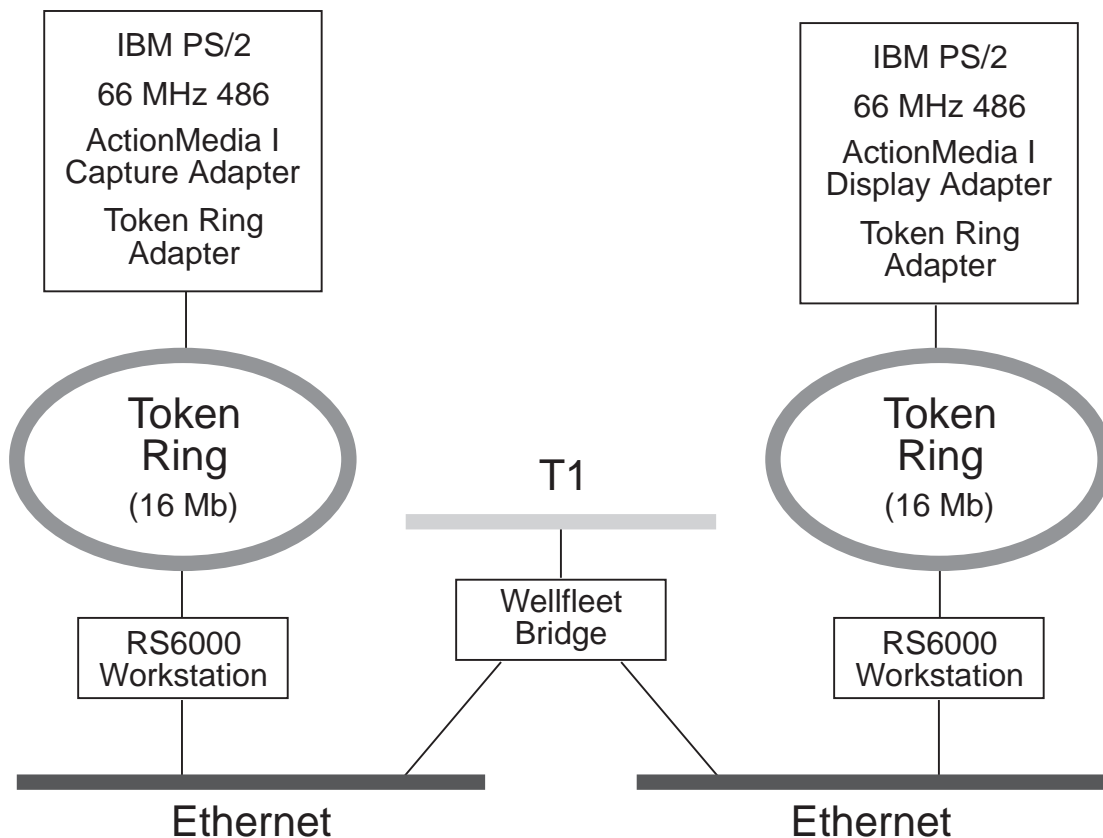 IBM PS/2
66 MHz 486
ActionMedia I
Capture Adapter
Token Ring
Adapter
IBM PS/2
66 MHz 486
ActionMedia I
Display Adapter
Token Ring
Adapter
Token
Ring
(16 Mb)
T1
Token
Ring
(16 Mb)
Wellfleet
Bridge
RS6000
Workstation
RS6000
Workstation
Ethernet
Ethernet